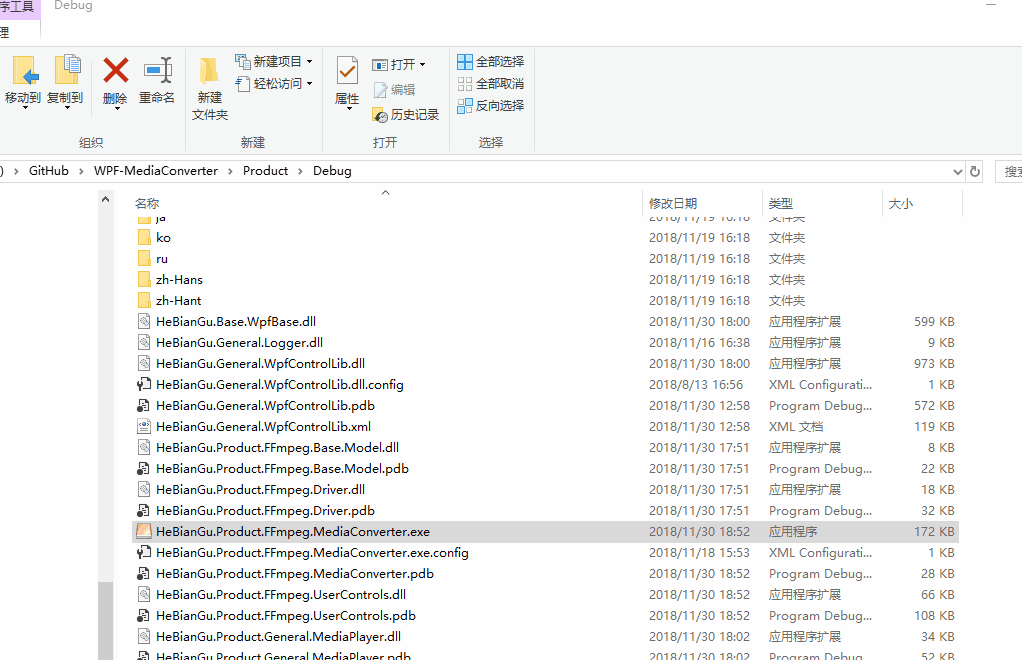 序工具 Debug
理
移动到 复制到 删除 重命名 新建文件夹 新建项目 轻松访问 属性 打开 编辑 历史记录 全部选择 全部取消 反向选择
组织 新建 打开 选择
) › GitHub › WPF-MediaConverter › Product › Debug 搜索
名称 修改日期 类型 大小
ja 2018/11/19 16:18 文件夹
ko 2018/11/19 16:18 文件夹
ru 2018/11/19 16:18 文件夹
zh-Hans 2018/11/19 16:18 文件夹
zh-Hant 2018/11/19 16:18 文件夹
HeBianGu.Base.WpfBase.dll 2018/11/30 18:00 应用程序扩展 599 KB
HeBianGu.General.Logger.dll 2018/11/16 16:38 应用程序扩展 9 KB
HeBianGu.General.WpfControlLib.dll 2018/11/30 18:00 应用程序扩展 973 KB
HeBianGu.General.WpfControlLib.dll.config 2018/8/13 16:56 XML Configurati... 1 KB
HeBianGu.General.WpfControlLib.pdb 2018/11/30 12:58 Program Debug... 572 KB
HeBianGu.General.WpfControlLib.xml 2018/11/30 12:58 XML 文档 119 KB
HeBianGu.Product.FFmpeg.Base.Model.dll 2018/11/30 17:51 应用程序扩展 8 KB
HeBianGu.Product.FFmpeg.Base.Model.pdb 2018/11/30 17:51 Program Debug... 22 KB
HeBianGu.Product.FFmpeg.Driver.dll 2018/11/30 17:51 应用程序扩展 18 KB
HeBianGu.Product.FFmpeg.Driver.pdb 2018/11/30 17:51 Program Debug... 32 KB
HeBianGu.Product.FFmpeg.MediaConverter.exe 2018/11/30 18:52 应用程序 172 KB
HeBianGu.Product.FFmpeg.MediaConverter.exe.config 2018/11/18 15:53 XML Configurati... 1 KB
HeBianGu.Product.FFmpeg.MediaConverter.pdb 2018/11/30 18:52 Program Debug... 28 KB
HeBianGu.Product.FFmpeg.UserControls.dll 2018/11/30 18:52 应用程序扩展 66 KB
HeBianGu.Product.FFmpeg.UserControls.pdb 2018/11/30 18:52 Program Debug... 108 KB
HeBianGu.Product.General.MediaPlayer.dll 2018/11/30 18:02 应用程序扩展 34 KB
HeBianGu.Product.General.MediaPlayer.pdb 2018/11/30 18:02 Program Debug... 52 KB